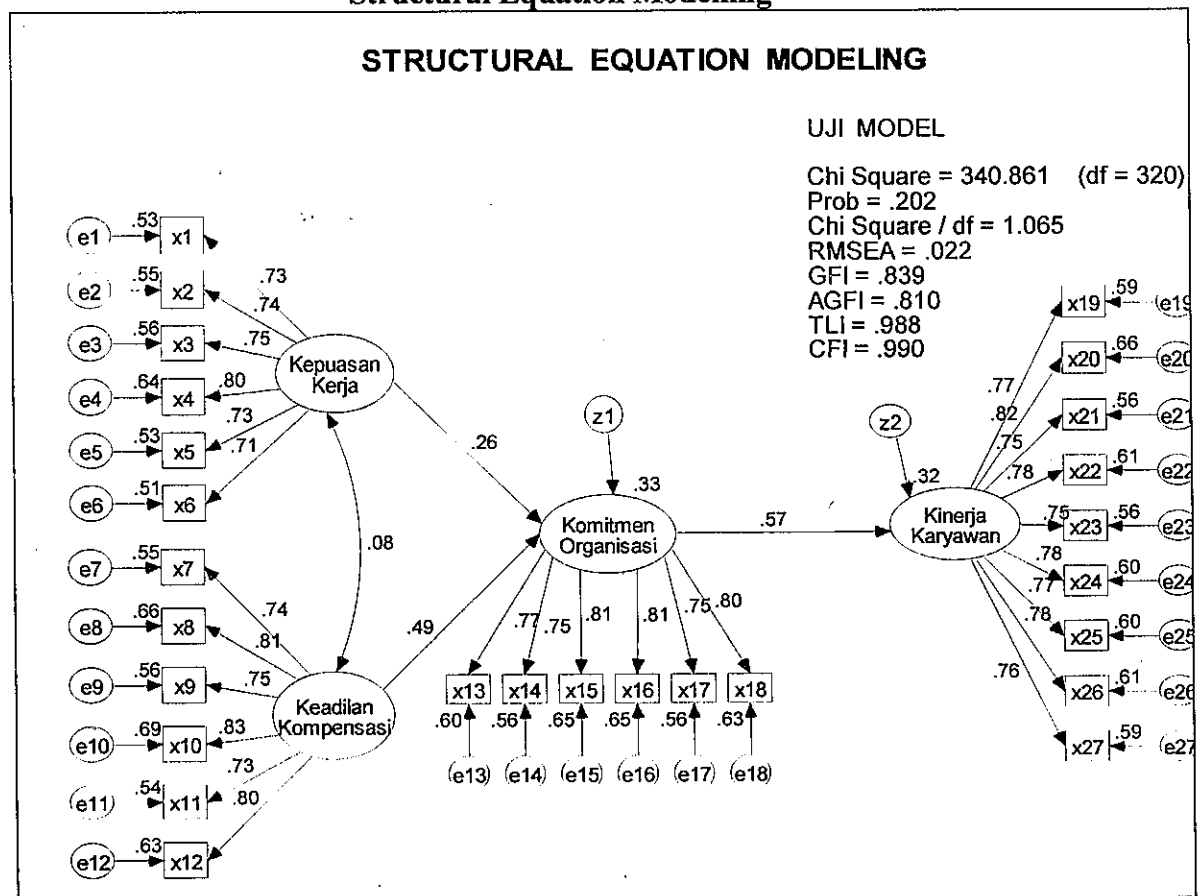 Structural Equation Modelling
STRUCTURAL EQUATION MODELING
UJI MODEL
Chi Square = 340.861 (df = 320)
Prob = .202
Chi Square / df = 1.065
RMSEA = .022
GFI = .839
AGFI = .810
TLI = .988
CFI = .990
e1 .53 x1 .73
e2 .55 x2 .74
e3 .56 x3 .75
e4 .64 x4 .80
e5 .53 x5 .73
e6 .51 x6 .71
Kepuasan
Kerja
e7 .55 x7 .74
e8 .66 x8 .81
e9 .56 x9 .75
e10 .69 x10 .83
e11 .54 x11 .73
e12 .63 x12 .80
Keadilan
Kompensasi
.08
.26
.49
z1
.33
Komitmen
Organisasi
.77 .75 .81 .81 .75 .80
x13 x14 x15 x16 x17 x18
.60 .56 .65 .65 .56 .63
e13 e14 e15 e16 e17 e18
.57
z2
.32
Kinerja
Karyawan
.77 x19 .59 e19
.82 x20 .66 e20
.75 x21 .56 e21
.78 x22 .61 e22
.75 x23 .56 e23
.78 x24 .60 e24
.77 x25 .60 e25
.78 x26 .61 e26
.76 x27 .59 e27